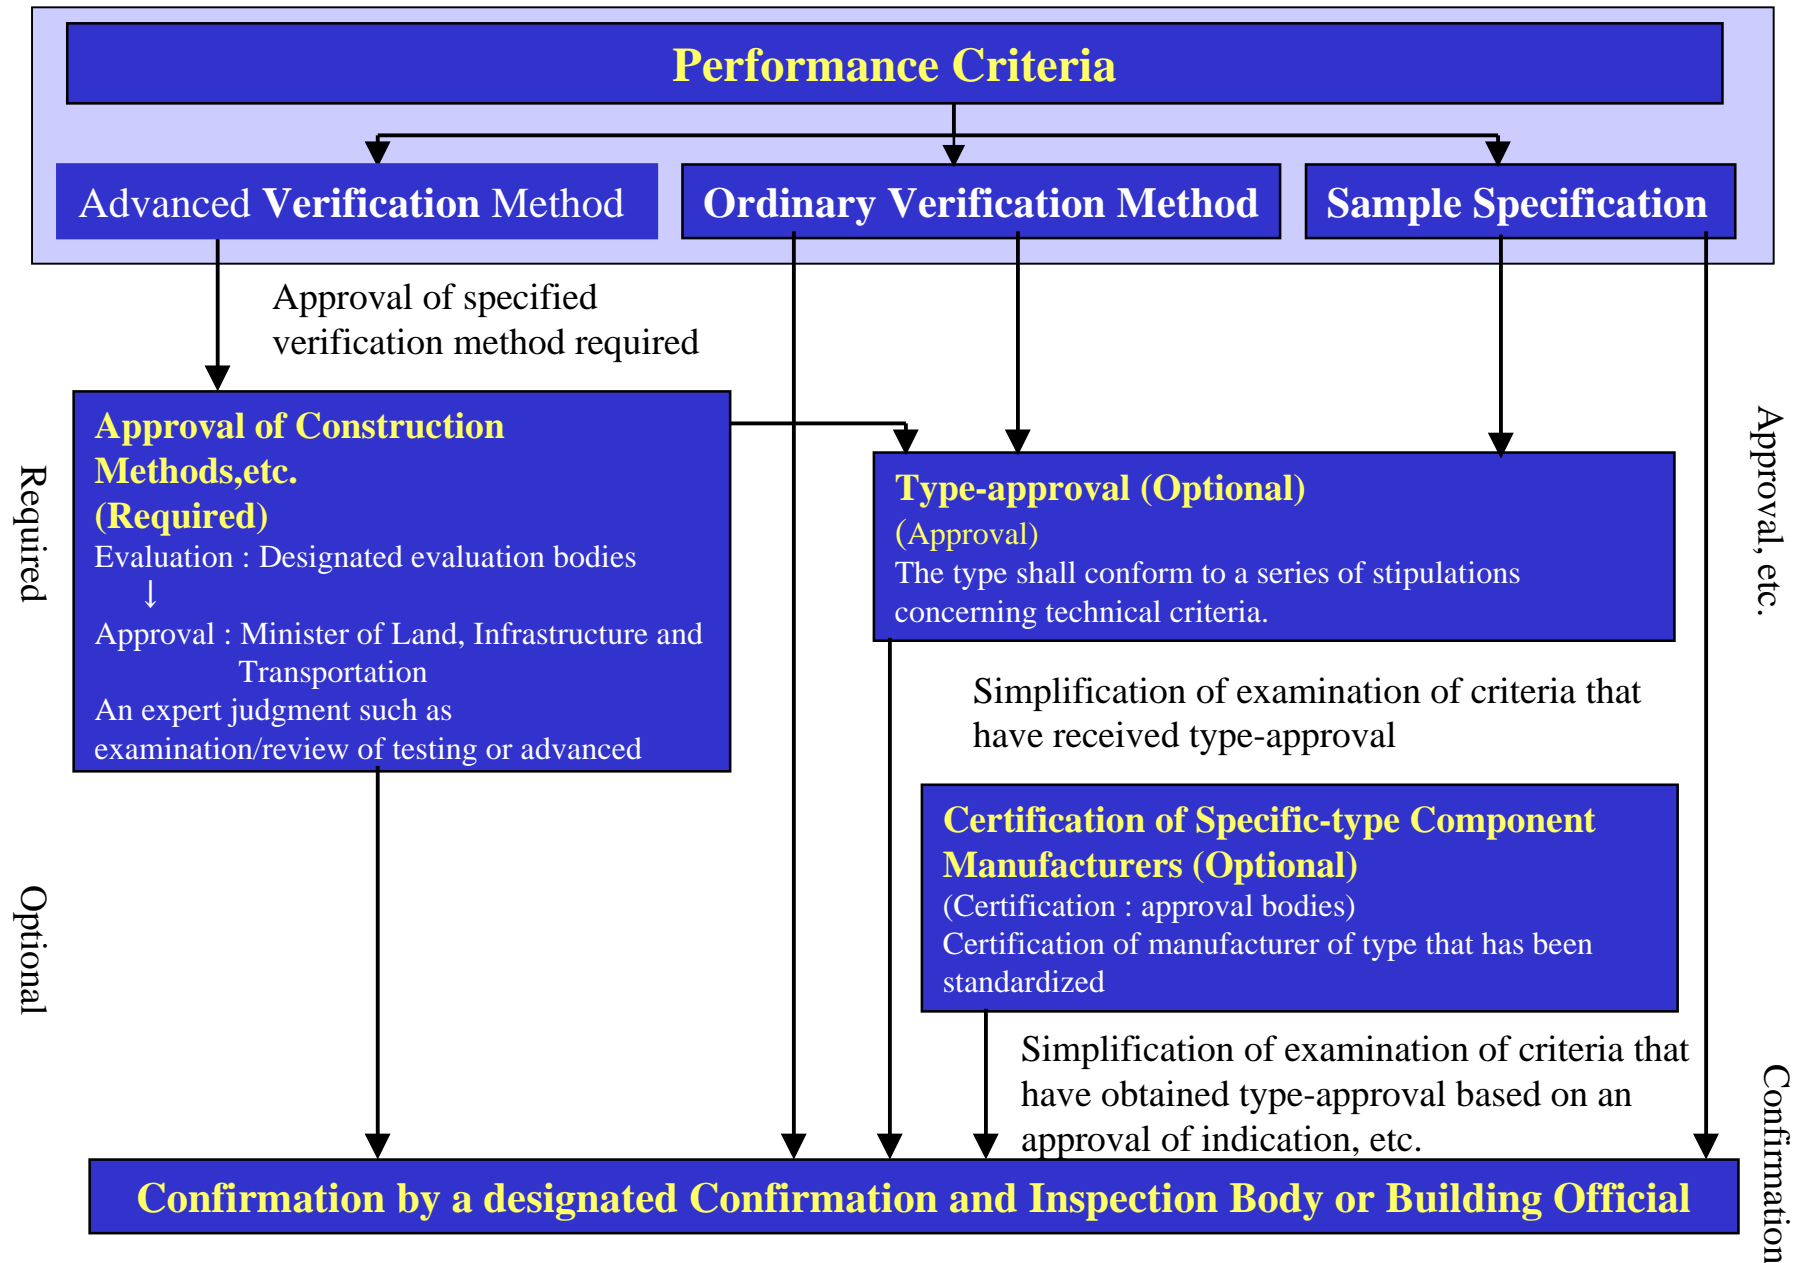 Performance Criteria
Advanced Verification Method
Ordinary Verification Method
Sample Specification
Approval of specified
verification method required
Approval of Construction
Methods,etc.
(Required)
Evaluation : Designated evaluation bodies
↓
Approval : Minister of Land, Infrastructure and
Transportation
An expert judgment such as
examination/review of testing or advanced
Required
Optional
Type-approval (Optional)
(Approval)
The type shall conform to a series of stipulations
concerning technical criteria.
Approval, etc.
Simplification of examination of criteria that
have received type-approval
Certification of Specific-type Component
Manufacturers (Optional)
(Certification : approval bodies)
Certification of manufacturer of type that has been
standardized
Simplification of examination of criteria that
have obtained type-approval based on an
approval of indication, etc.
Confirmation
Confirmation by a designated Confirmation and Inspection Body or Building Official